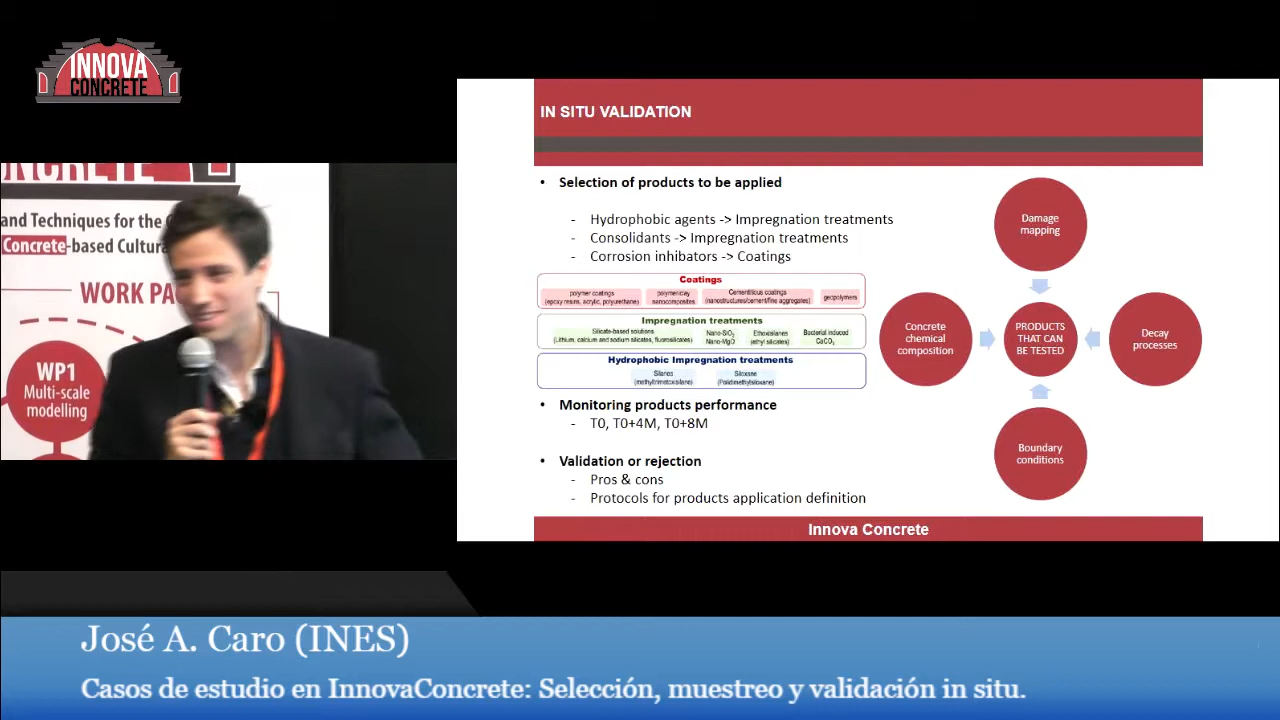 INNOVA
CONCRETE
CONCRETE
and Techniques for the
Concrete-based Cultura
WORK PA
WP1
Multi-scale
modelling
IN SITU VALIDATION
• Selection of products to be applied
- Hydrophobic agents -> Impregnation treatments
- Consolidants -> Impregnation treatments
- Corrosion inhibitors -> Coatings
Coatings
polymer coatings
(epoxy resins, acrylic, polyurethane)
polymer/clay
nanocomposites
Cementitious coatings
(nanostructures/cement/fine aggregates)
geopolymers
Impregnation treatments
Silicate-based solutions
(Lithium, calcium and sodium silicates, fluorosilicates)
Nano-SiO2
Nano-MgO
Ethoxisilanes
(ethyl silicates)
Bacterial induced
CaCO3
Hydrophobic Impregnation treatments
Silanes
(methyltrimetoxisilane)
Siloxanes
(Polidimethylsiloxane)
• Monitoring products performance
- T0, T0+4M, T0+8M
• Validation or rejection
- Pros & cons
- Protocols for products application definition
Damage
mapping
Concrete
chemical
composition
PRODUCTS
THAT CAN
BE TESTED
Decay
processes
Boundary
conditions
Innova Concrete
José A. Caro (INES)
Casos de estudio en InnovaConcrete: Selección, muestreo y validación in situ.